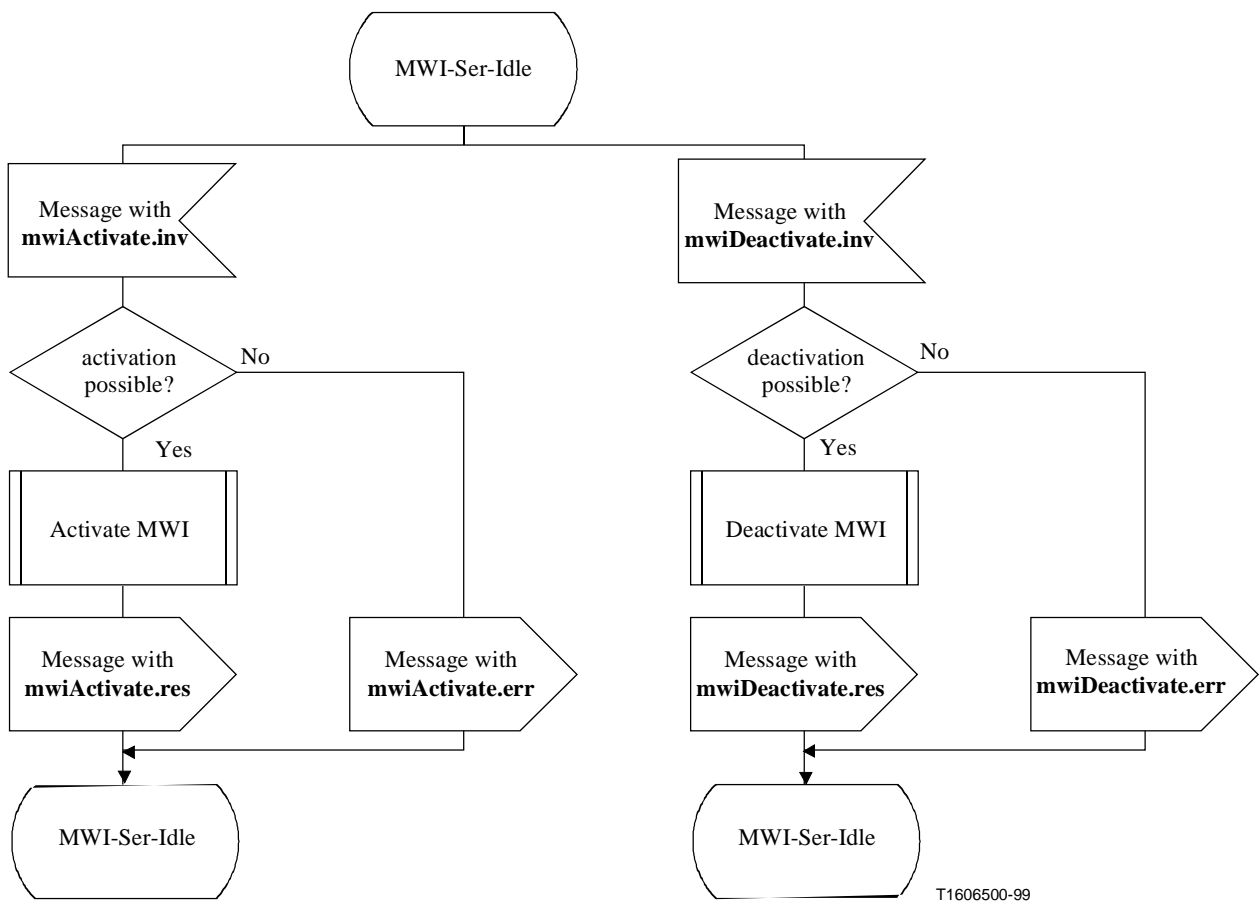 MWI-Ser-Idle
Message with
mwiActivate.inv
Message with
mwiDeactivate.inv
activation
possible?
No
deactivation
possible?
No
Yes
Yes
Activate MWI
Deactivate MWI
Message with
mwiActivate.res
Message with
mwiActivate.err
Message with
mwiDeactivate.res
Message with
mwiDeactivate.err
MWI-Ser-Idle
MWI-Ser-Idle
T1606500-99